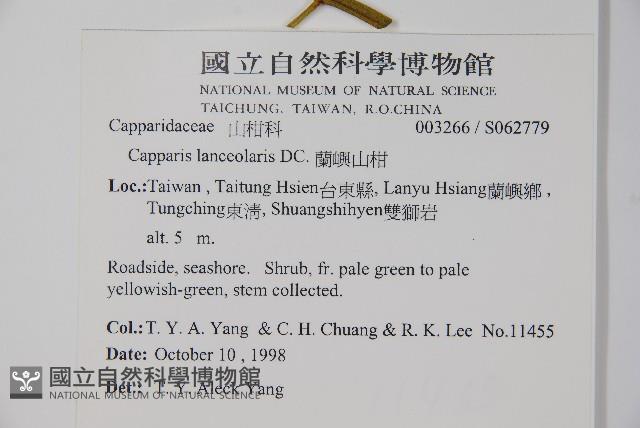 國立自然科學博物館
NATIONAL MUSEUM OF NATURAL SCIENCE
TAICHUNG, TAIWAN, R.O.CHINA
Capparidaceae 山柑科 003266 / S062779
Capparis lanceolaris DC. 蘭嶼山柑
Loc.:Taiwan , Taitung Hsien台東縣, Lanyu Hsiang蘭嶼鄉 ,
Tungching東淸, Shuangshihyen雙獅岩
alt. 5 m.
Roadside, seashore. Shrub, fr. pale green to pale
yellowish-green, stem collected.
Col.: T. Y. A. Yang & C. H. Chuang & R. K. Lee No.11455
Date: October 10 , 1998
Det.: T. Y. Aleck Yang
國立自然科學博物館
NATIONAL MUSEUM OF NATURAL SCIENCE